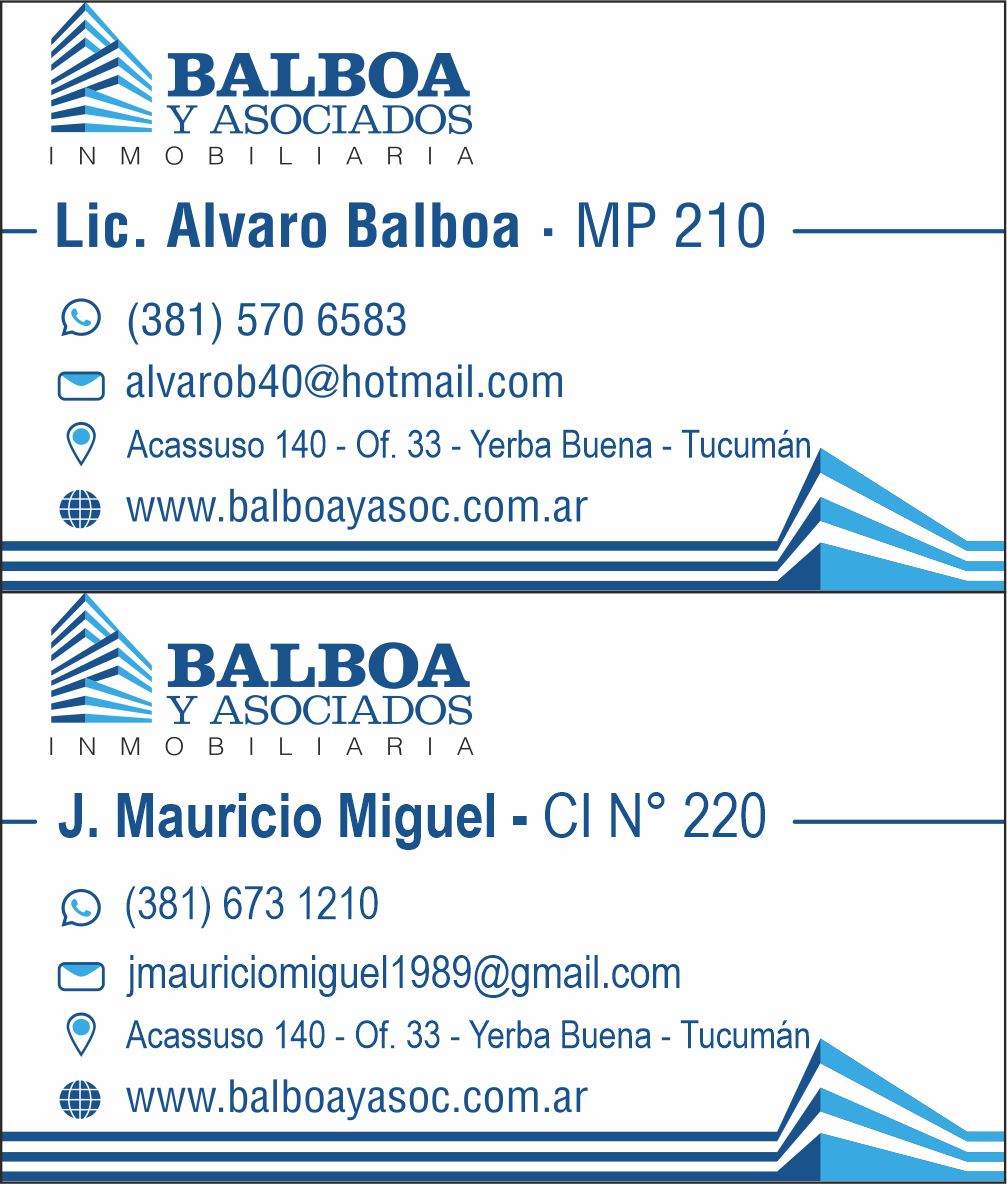 BALBOA
Y ASOCIADOS
INMOBILIARIA
Lic. Alvaro Balboa · MP 210
(381) 570 6583
alvarob40@hotmail.com
Acassuso 140 - Of. 33 - Yerba Buena - Tucumán
www.balboayasoc.com.ar
BALBOA
Y ASOCIADOS
INMOBILIARIA
J. Mauricio Miguel - CI N° 220
(381) 673 1210
jmauriciomiguel1989@gmail.com
Acassuso 140 - Of. 33 - Yerba Buena - Tucumán
www.balboayasoc.com.ar